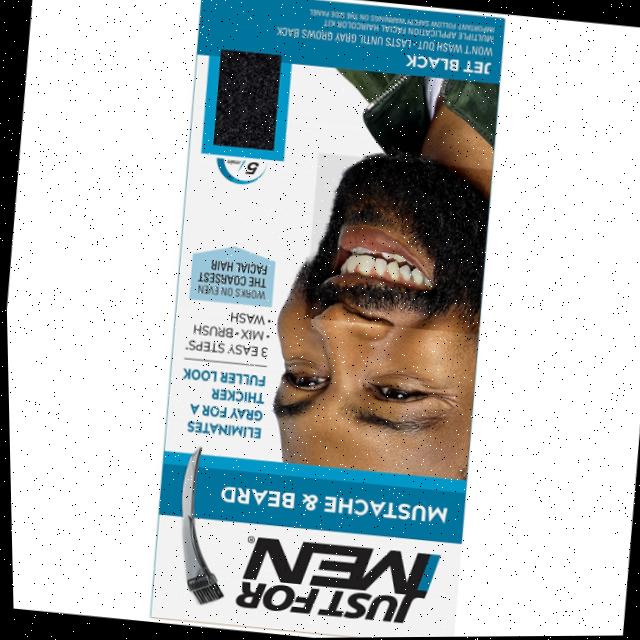 JUST FOR
MEN®
MUSTACHE & BEARD
ELIMINATES
GRAY FOR A
THICKER
FULLER LOOK
3 EASY STEPS*
• MIX • BRUSH
• WASH
WORKS ON EVEN
THE COARSEST
FACIAL HAIR
5
JET BLACK
WON'T WASH OUT • LASTS UNTIL GRAY GROWS BACK
MULTIPLE APPLICATION FACIAL HAIRCOLOR KIT
IMPORTANT: FOLLOW SAFETY WARNINGS ON THE SIDE PANEL